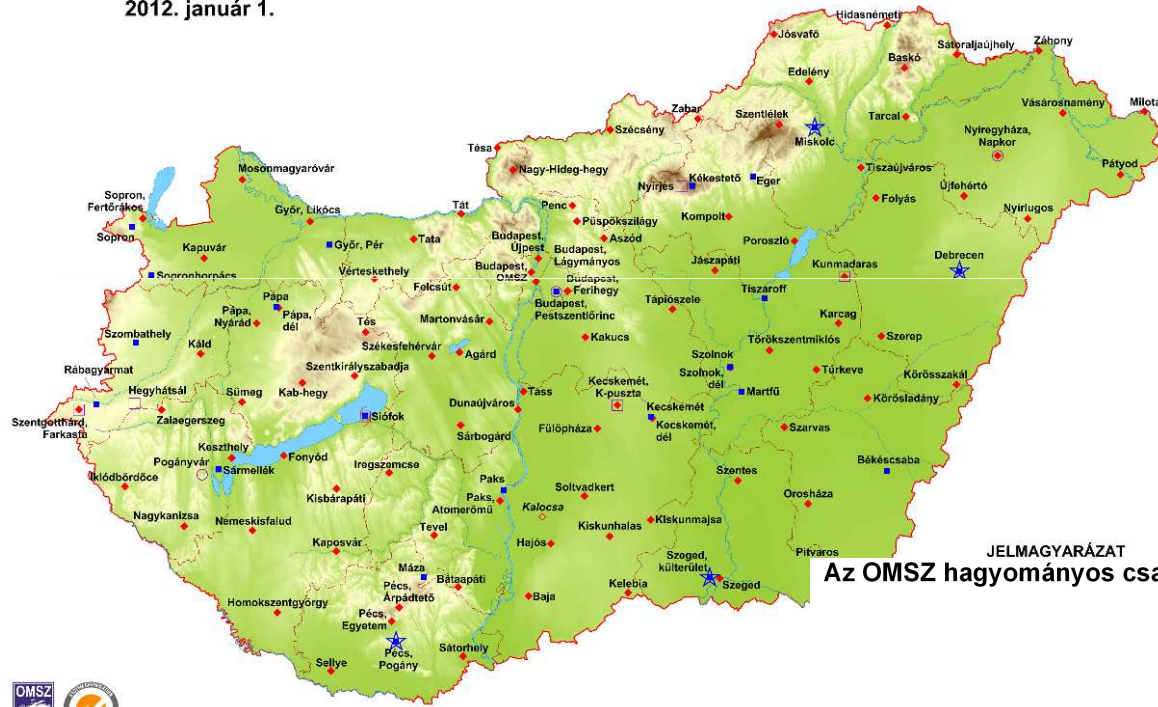 2012. január 1.
Hidasnémeti
Jósvafő
Sátoraljaújhely
Záhony
Baskó
Edelény
Zabar
Szentlélek
Szécsény
Miskolc
Tarcal
Vásárosnamény
Milota
Nyíregyháza,
Napkor
Tésa
Nagy-Hideg-hegy
Nyírjes
Kékestető
Eger
Tiszaújváros
Pátyod
Mosonmagyaróvár
Sopron,
Fertőrákos
Sopron
Győr, Likócs
Tát
Penc
Püspökszilágy
Kompolt
Folyás
Újfehértó
Nyírlugos
Kapuvár
Győr, Pér
Tata
Budapest,
Újpest
Aszód
Budapest,
Lágymányos
Poroszló
Debrecen
Sopronhorpács
Vérteskethely
Budapest,
OMSZ
Budapest,
Ferihegy
Jászapáti
Kunmadaras
Felcsút
Budapest,
Pestszentlőrinc
Tápiószele
Tiszaroff
Pápa
Pápa,
dél
Pápa,
Nyárád
Tés
Martonvásár
Karcag
Szombathely
Káld
Székesfehérvár
Agárd
Kakucs
Törökszentmiklós
Szerep
Rábagyarmat
Hegyhátsál
Sümeg
Szentkirályszabadja
Kab-hegy
Szolnok
Szolnok,
dél
Túrkeve
Körösszakál
Szentgotthárd,
Farkasfa
Zalaegerszeg
Siófok
Dunaújváros
Tass
Kecskemét,
K-puszta
Kecskemét
Kecskemét,
dél
Martfű
Körösladány
Keszthely
Fonyód
Sárbogárd
Fülöpháza
Szarvas
Pogányvár
Sármellék
Iregszemcse
Békéscsaba
Iklódbördőce
Kisbárapáti
Paks
Paks,
Atomerőmű
Soltvadkert
Szentes
Orosháza
Kalocsa
Nagykanizsa
Nemeskisfalud
Tevel
Kiskunhalas
Kiskunmajsa
Kaposvár
Hajós
Pitvaros
JELMAGYARÁZAT
Szeged,
külterület
Szeged
Máza
Bátaapáti
Kelebia
Az OMSZ hagyományos csa
Pécs,
Árpádtető
Baja
Homokszentgyörgy
Pécs,
Egyetem
Pécs,
Pogány
Sátorhely
Sellye
OMSZ